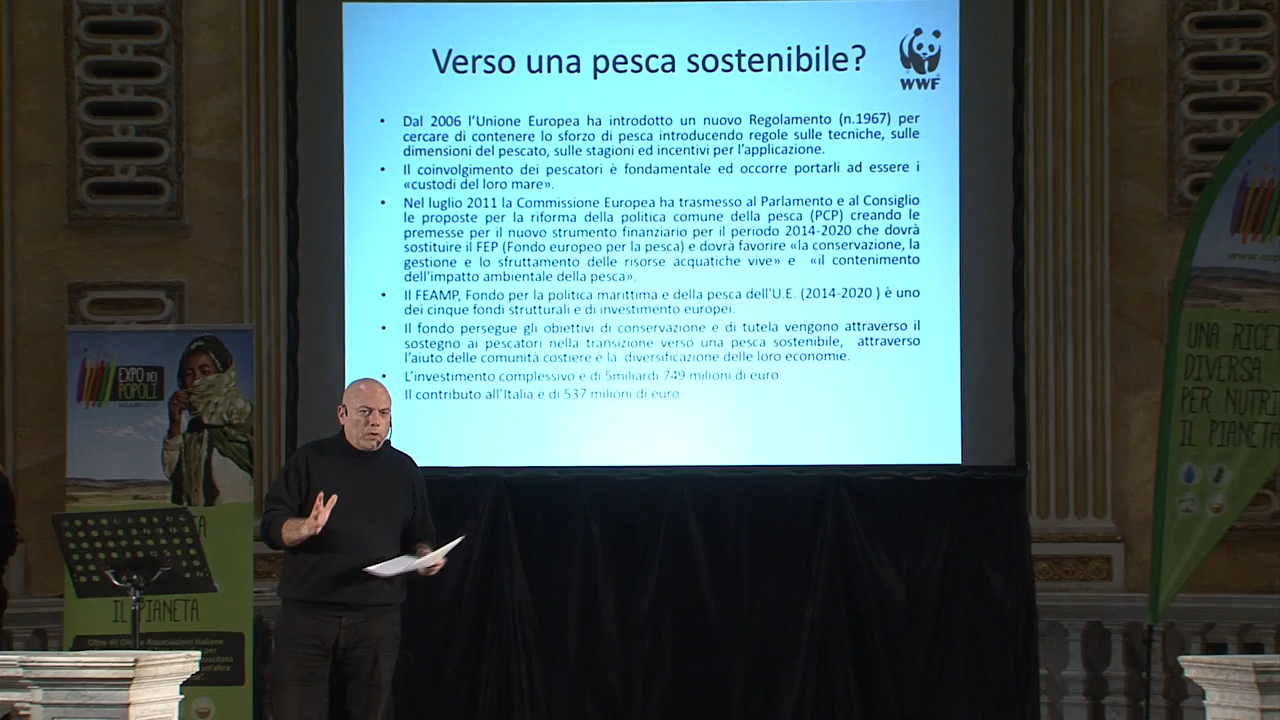 Verso una pesca sostenibile?
WWF
• Dal 2006 l'Unione Europea ha introdotto un nuovo Regolamento (n.1967) per
cercare di contenere lo sforzo di pesca introducendo regole sulle tecniche, sulle
dimensioni del pescato, sulle stagioni ed incentivi per l'applicazione.
• Il coinvolgimento dei pescatori è fondamentale ed occorre portarli ad essere i
«custodi del loro mare».
• Nel luglio 2011 la Commissione Europea ha trasmesso al Parlamento e al Consiglio
le proposte per la riforma della politica comune della pesca (PCP) creando le
premesse per il nuovo strumento finanziario per il periodo 2014-2020 che dovrà
sostituire il FEP (Fondo europeo per la pesca) e dovrà favorire «la conservazione, la
gestione e lo sfruttamento delle risorse acquatiche vive» e «il contenimento
dell'impatto ambientale della pesca».
• Il FEAMP, Fondo per la politica marittima e della pesca dell'U.E. (2014-2020 ) è uno
dei cinque fondi strutturali e di investimento europei.
• Il fondo persegue gli obiettivi di conservazione e di tutela vengono attraverso il
sostegno ai pescatori nella transizione verso una pesca sostenibile, attraverso
l'aiuto delle comunità costiere e la diversificazione delle loro economie.
• L'investimento complessivo è di 5miliardi 749 milioni di euro
Il contributo all'Italia è di 537 milioni di euro
EXPO DEI
POPOLI
IL PIANETA
Oltre 40
Associazioni italiane
per
UNA RICET
DIVERSA
PER NUTRI
IL PIANETA